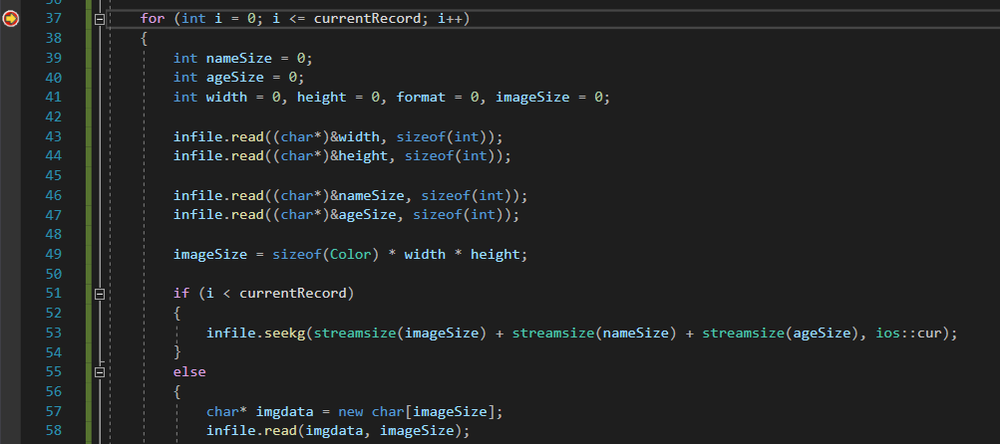 37 for (int i = 0; i <= currentRecord; i++)
38 {
39 int nameSize = 0;
40 int ageSize = 0;
41 int width = 0, height = 0, format = 0, imageSize = 0;
42
43 infile.read((char*)&width, sizeof(int));
44 infile.read((char*)&height, sizeof(int));
45
46 infile.read((char*)&nameSize, sizeof(int));
47 infile.read((char*)&ageSize, sizeof(int));
48
49 imageSize = sizeof(Color) * width * height;
50
51 if (i < currentRecord)
52 {
53 infile.seekg(streamsize(imageSize) + streamsize(nameSize) + streamsize(ageSize), ios::cur);
54 }
55 else
56 {
57 char* imgdata = new char[imageSize];
58 infile.read(imgdata, imageSize);